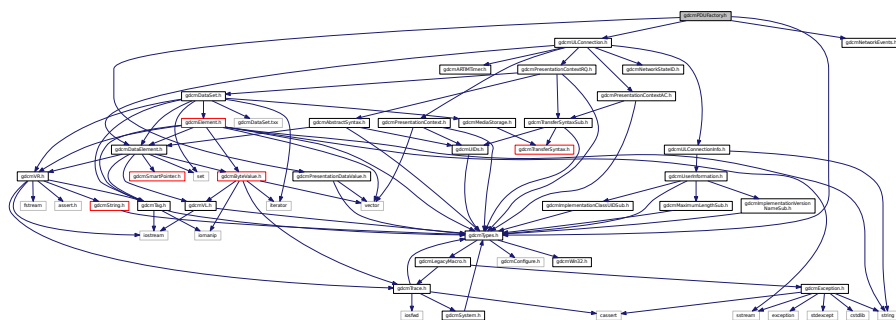 gdcmPDUFactory.h
gdcmULConnection.h
gdcmNetworkEvents.h
gdcmARTIMTimer.h
gdcmPresentationContextRQ.h
gdcmNetworkStateID.h
gdcmDataSet.h
gdcmPresentationContextAC.h
gdcmElement.h
gdcmDataSet.txx
gdcmAbstractSyntax.h
gdcmPresentationContext.h
gdcmMediaStorage.h
gdcmTransferSyntaxSub.h
gdcmDataElement.h
gdcmUIDs.h
gdcmTransferSyntax.h
gdcmULConnectionInfo.h
gdcmVR.h
gdcmSmartPointer.h
set
gdcmByteValue.h
gdcmPresentationDataValue.h
gdcmUserInformation.h
fstream
assert.h
gdcmString.h
gdcmTag.h
gdcmVL.h
iterator
vector
gdcmImplementationClassUIDSub.h
gdcmMaximumLengthSub.h
gdcmImplementationVersion
NameSub.h
iostream
iomanip
gdcmTypes.h
gdcmLegacyMacro.h
gdcmConfigure.h
gdcmWin32.h
gdcmTrace.h
gdcmException.h
iosfwd
gdcmSystem.h
cassert
sstream
exception
stdexcept
cstdlib
string